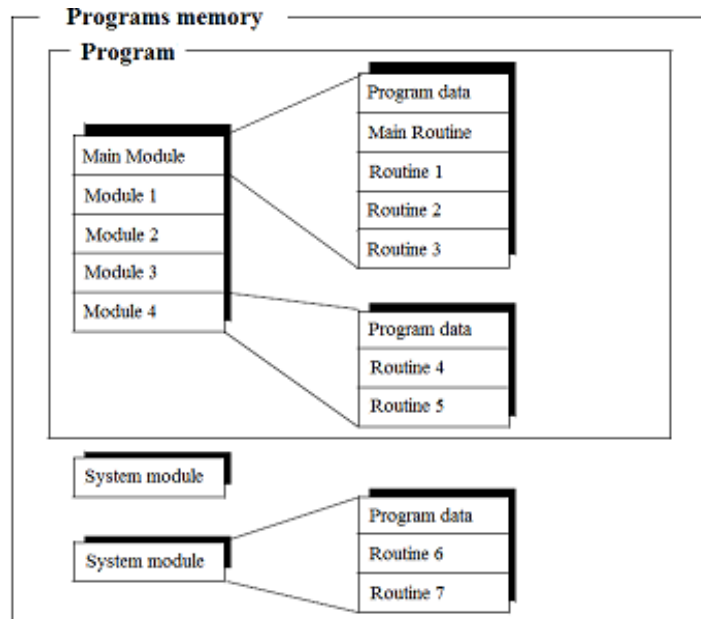 Programs memory
Program
Main Module
Module 1
Module 2
Module 3
Module 4
Program data
Main Routine
Routine 1
Routine 2
Routine 3
Program data
Routine 4
Routine 5
System module
System module
Program data
Routine 6
Routine 7